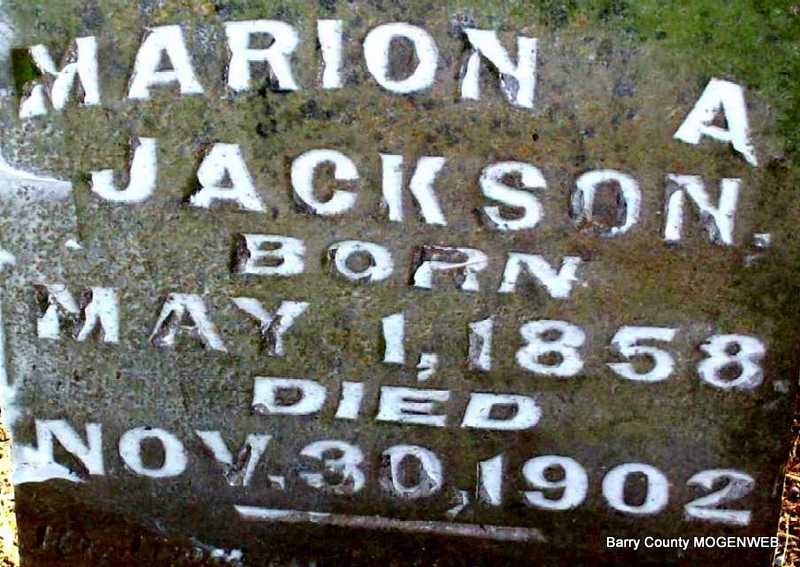 MARION A
JACKSON.
BORN
MAY 1, 1858.
DIED
NOV. 30, 1902
Barry County MOGENWEB